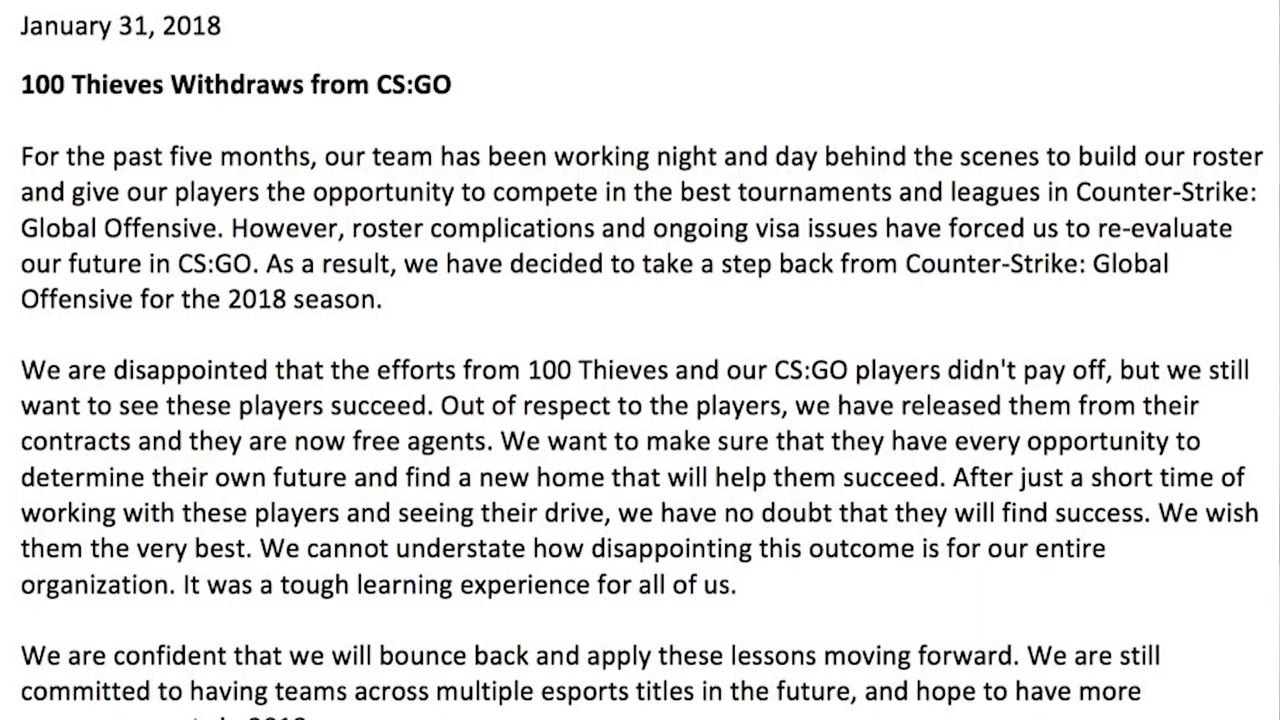 January 31, 2018
100 Thieves Withdraws from CS:GO
For the past five months, our team has been working night and day behind the scenes to build our roster
and give our players the opportunity to compete in the best tournaments and leagues in Counter-Strike:
Global Offensive. However, roster complications and ongoing visa issues have forced us to re-evaluate
our future in CS:GO. As a result, we have decided to take a step back from Counter-Strike: Global
Offensive for the 2018 season.
We are disappointed that the efforts from 100 Thieves and our CS:GO players didn't pay off, but we still
want to see these players succeed. Out of respect to the players, we have released them from their
contracts and they are now free agents. We want to make sure that they have every opportunity to
determine their own future and find a new home that will help them succeed. After just a short time of
working with these players and seeing their drive, we have no doubt that they will find success. We wish
them the very best. We cannot understate how disappointing this outcome is for our entire
organization. It was a tough learning experience for all of us.
We are confident that we will bounce back and apply these lessons moving forward. We are still
committed to having teams across multiple esports titles in the future, and hope to have more
2018